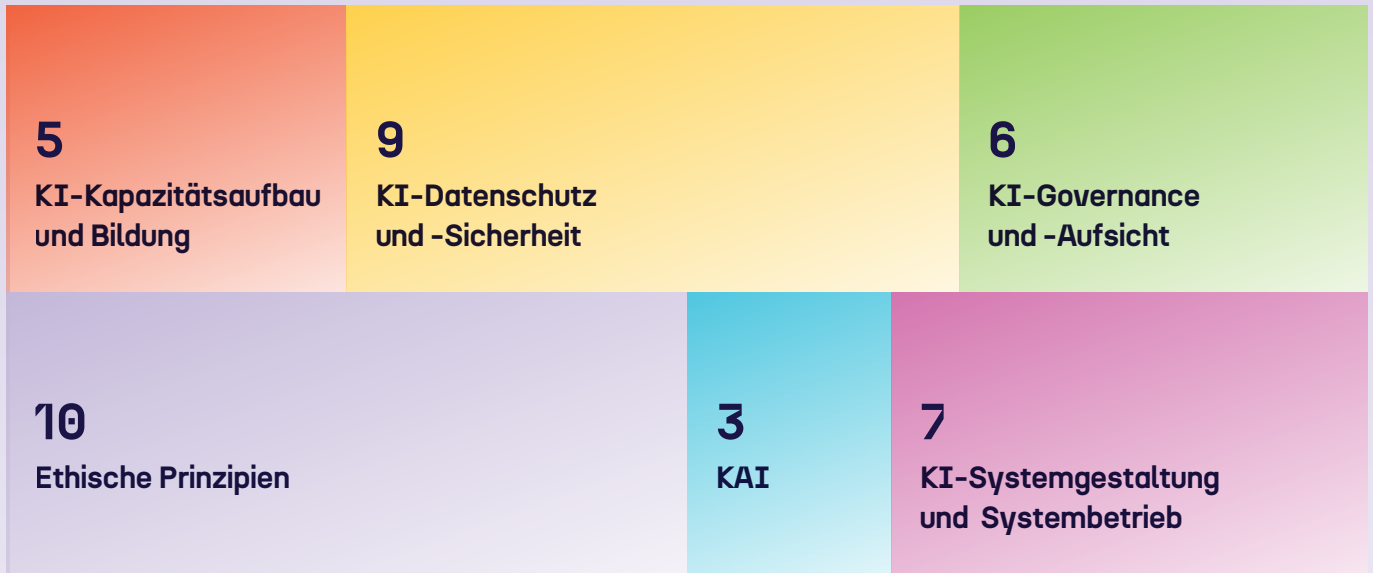 5
KI-Kapazitätsaufbau
und Bildung
9
KI-Datenschutz
und -Sicherheit
6
KI-Governance
und -Aufsicht
10
Ethische Prinzipien
3
KAI
7
KI-Systemgestaltung
und Systembetrieb